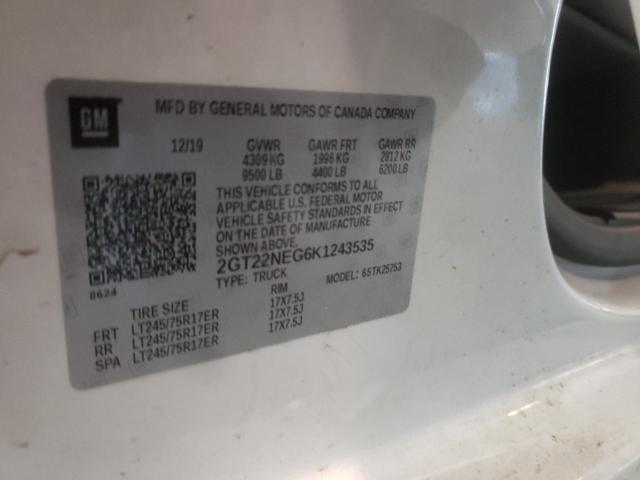 GM
MFD BY GENERAL MOTORS OF CANADA COMPANY
12/19 GVWR GAWR FRT GAWR RR
4309 KG 1996 KG 2812 KG
9500 LB 4400 LB 6200 LB
THIS VEHICLE CONFORMS TO ALL
APPLICABLE U.S. FEDERAL MOTOR
VEHICLE SAFETY STANDARDS IN EFFECT
ON THE DATE OF MANUFACTURE SHOWN ABOVE
2GT22NEG6K1243535
TYPE: TRUCK MODEL: 65TK25753
8624
TIRE SIZE RIM
FRT LT245/75R17ER 17X7.5J
RR LT245/75R17ER 17X7.5J
SPA LT245/75R17ER 17X7.5J